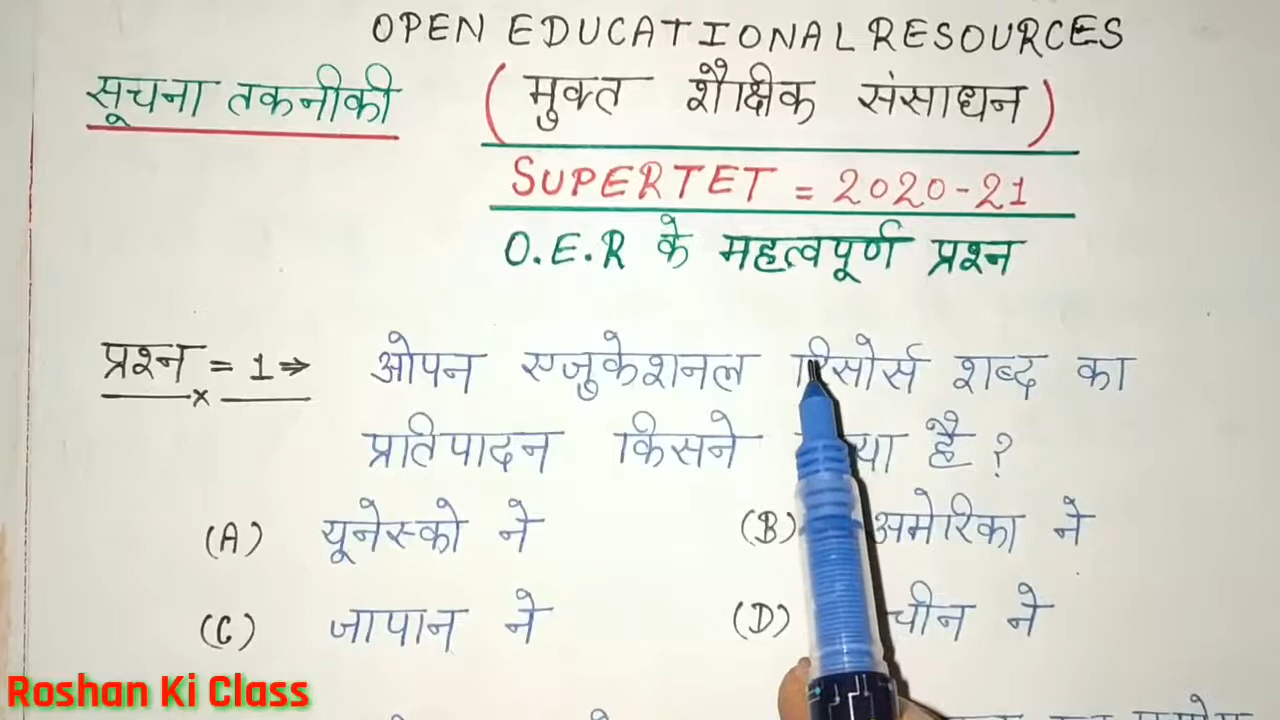 OPEN EDUCATIONAL RESOURCES
सूचना तकनीकी (मुक्त शैक्षिक संसाधन)
SUPERTET = 2020-21
O.E.R के महत्वपूर्ण प्रश्न
प्रश्न = 1⇒ ओपन एजुकेशनल रिसोर्स शब्द का
प्रतिपादन किसने है ?
(A) यूनेस्को ने (B) अमेरिका ने
(C) जापान ने (D) चीन ने
Roshan Ki Class